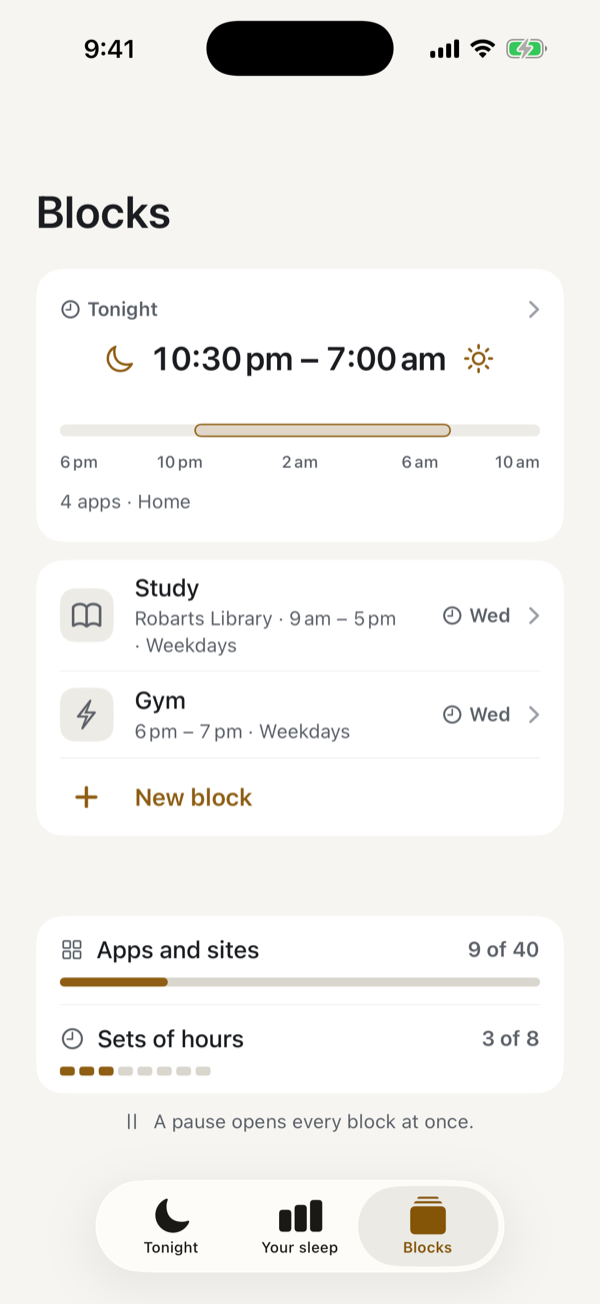 9:41
Blocks
Tonight
10:30 pm – 7:00 am
6 pm 10 pm 2 am 6 am 10 am
4 apps · Home
Study
Robarts Library · 9 am – 5 pm
· Weekdays
Wed
Gym
6 pm – 7 pm · Weekdays
Wed
New block
Apps and sites 9 of 40
Sets of hours 3 of 8
A pause opens every block at once.
Tonight Your sleep Blocks